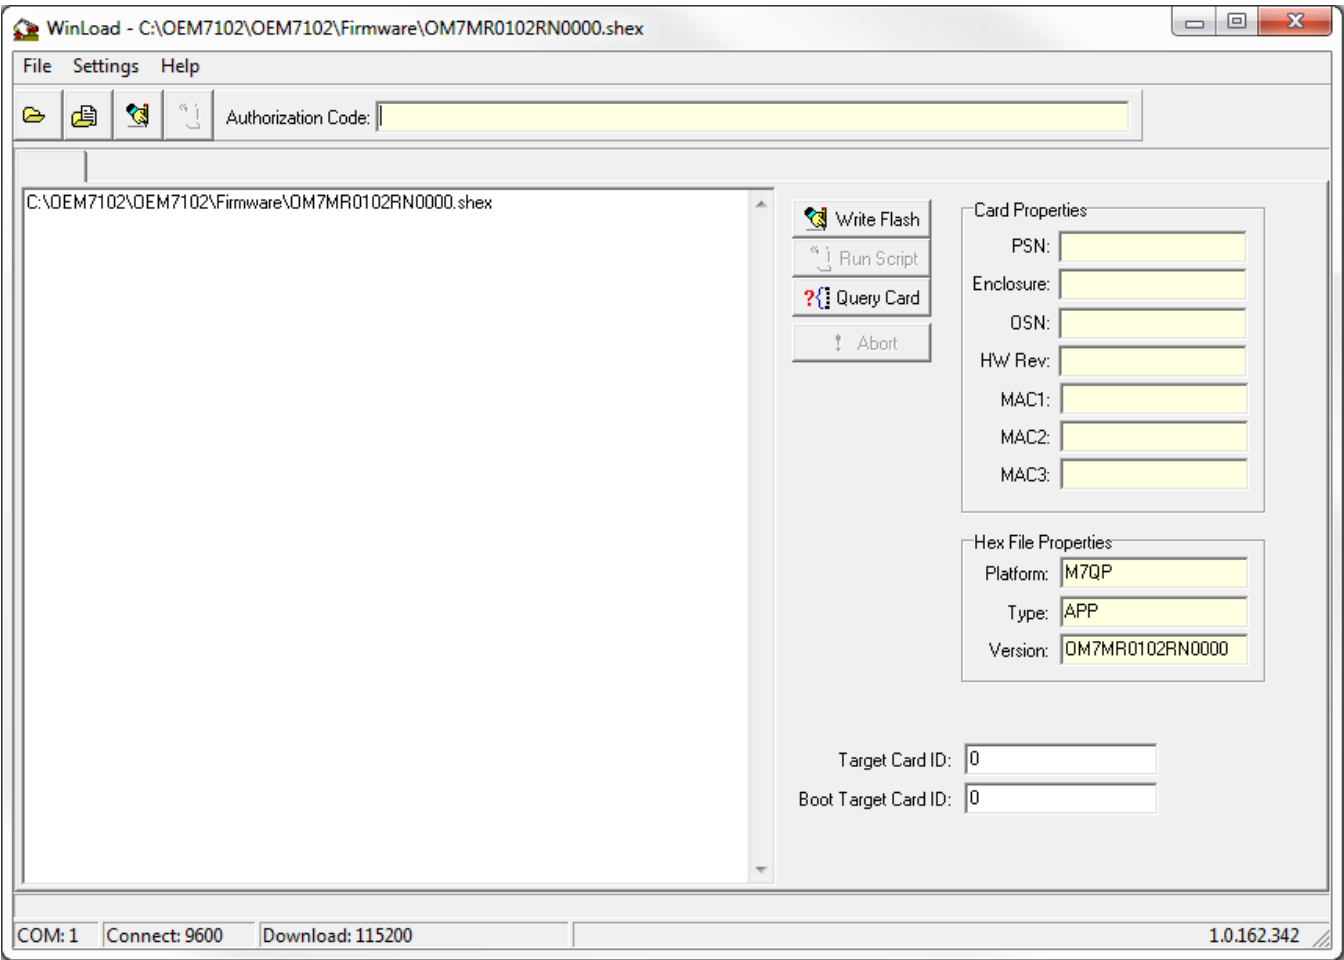 WinLoad - C:\OEM7102\OEM7102\Firmware\OM7MR0102RN0000.shex
File Settings Help
Authorization Code:
C:\OEM7102\OEM7102\Firmware\OM7MR0102RN0000.shex
Write Flash
Run Script
?{ Query Card
Abort
Card Properties
PSN:
Enclosure:
OSN:
HW Rev:
MAC1:
MAC2:
MAC3:
Hex File Properties
Platform: M7QP
Type: APP
Version: OM7MR0102RN0000
Target Card ID: 0
Boot Target Card ID: 0
COM: 1 Connect: 9600 Download: 115200 1.0.162.342